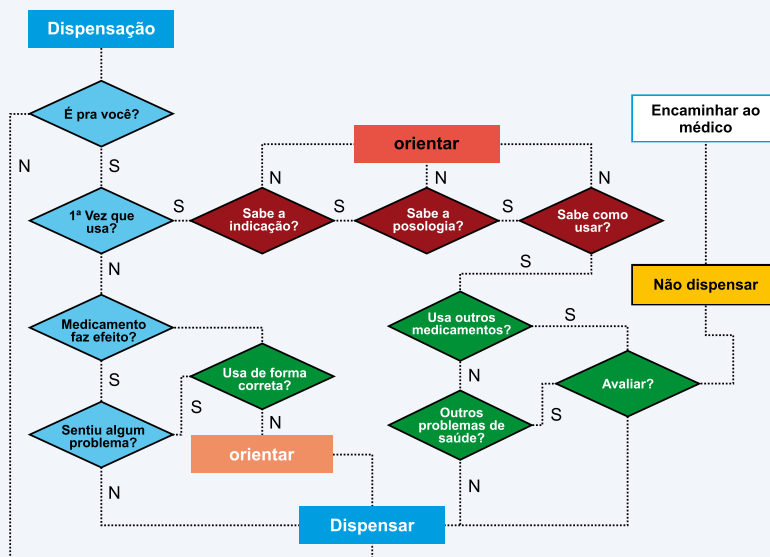 Dispensação
É pra você?
Encaminhar ao
médico
orientar
N
S
N
N
N
1ª Vez que
usa?
S
Sabe a
indicação?
S
Sabe a
posologia?
S
Sabe como
usar?
N
S
Não dispensar
Medicamento
faz efeito?
Usa outros
medicamentos?
S
S
Usa de forma
correta?
N
Avaliar?
S
Sentiu algum
problema?
N
Outros
problemas de
saúde?
S
orientar
N
N
Dispensar